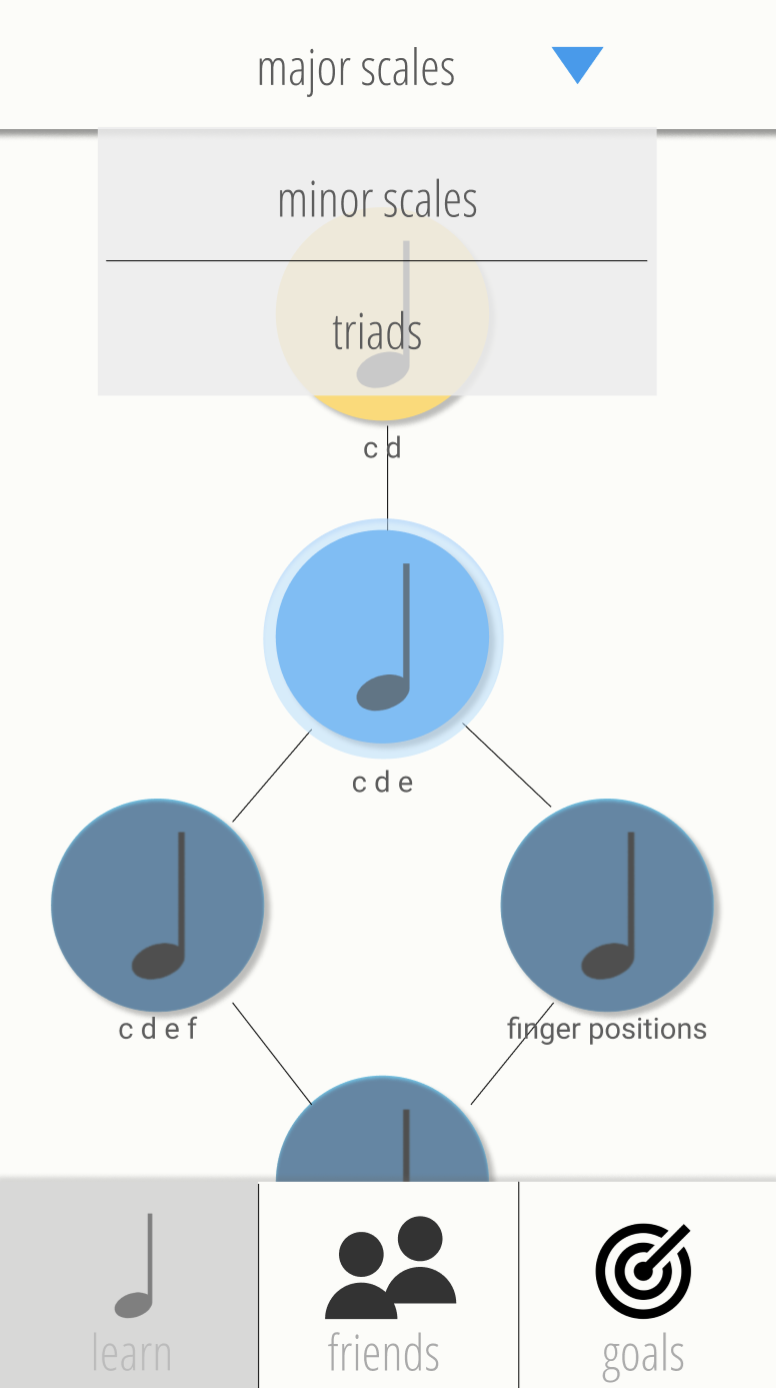 major scales
minor scales
triads
c d
c d e
c d e f
finger positions
learn
friends
goals